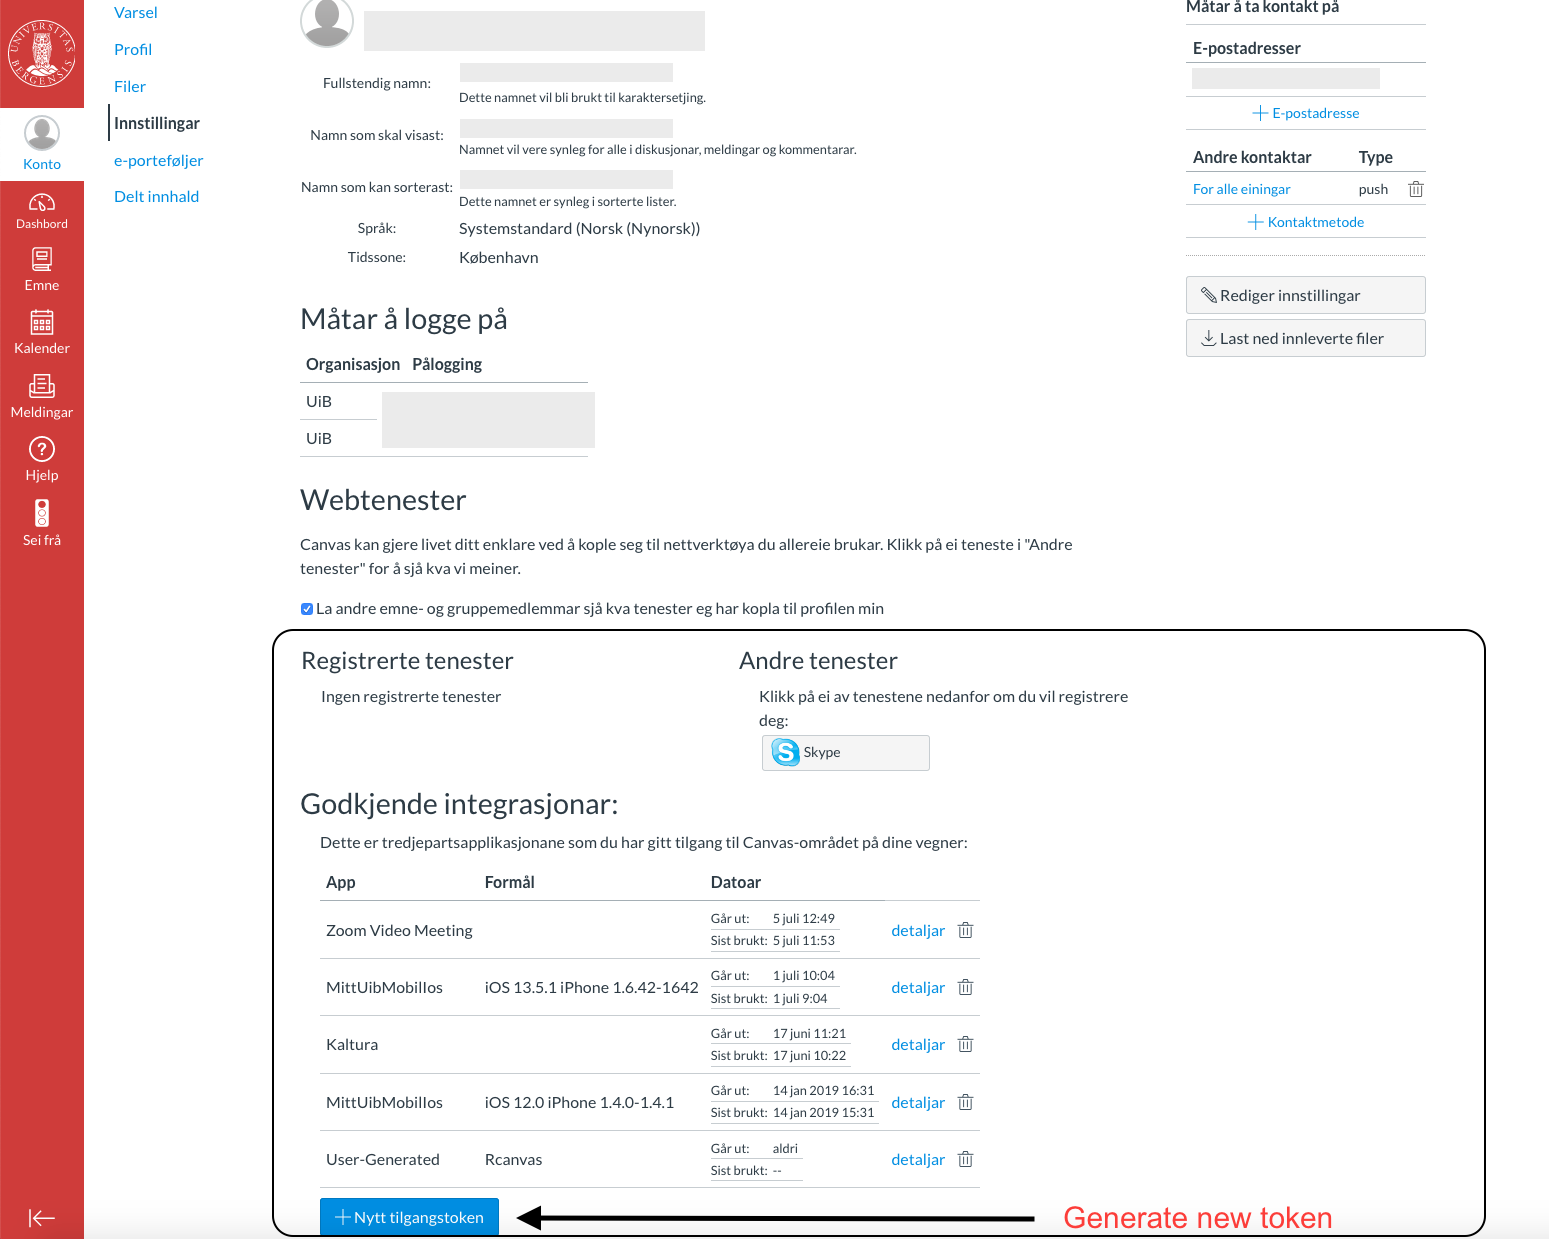 UNIVERSITAS
BERGENSIS
Konto
Dashbord
Emne
Kalender
Meldingar
Hjelp
Sei frå
Varsel
Profil
Filer
Innstillingar
e-porteføljer
Delt innhald
Fullstendig namn:
Dette namnet vil bli brukt til karaktersetjing.
Namn som skal visast:
Namnet vil vere synleg for alle i diskusjonar, meldingar og kommentarar.
Namn som kan sorterast:
Dette namnet er synleg i sorterte lister.
Språk: Systemstandard (Norsk (Nynorsk))
Tidssone: København
Måtar å logge på
Organisasjon Pålogging
UiB
UiB
Webtenester
Canvas kan gjere livet ditt enklare ved å kople seg til nettverktøya du allereie brukar. Klikk på ei teneste i "Andre
tenester" for å sjå kva vi meiner.
La andre emne- og gruppemedlemmar sjå kva tenester eg har kopla til profilen min
Registrerte tenester
Ingen registrerte tenester
Andre tenester
Klikk på ei av tenestene nedanfor om du vil registrere
deg:
Skype
Godkjende integrasjonar:
Dette er tredjepartsapplikasjonane som du har gitt tilgang til Canvas-området på dine vegner:
App Formål Datoar
Zoom Video Meeting Går ut: 5 juli 12:49 detaljar
Sist brukt: 5 juli 11:53
MittUibMobilIos iOS 13.5.1 iPhone 1.6.42-1642 Går ut: 1 juli 10:04 detaljar
Sist brukt: 1 juli 9:04
Kaltura Går ut: 17 juni 11:21 detaljar
Sist brukt: 17 juni 10:22
MittUibMobilIos iOS 12.0 iPhone 1.4.0-1.4.1 Går ut: 14 jan 2019 16:31 detaljar
Sist brukt: 14 jan 2019 15:31
User-Generated Rcanvas Går ut: aldri detaljar
Sist brukt: --
Nytt tilgangstoken
Generate new token
Måtar å ta kontakt på
E-postadresser
E-postadresse
Andre kontaktar Type
For alle einingar push
Kontaktmetode
Rediger innstillingar
Last ned innleverte filer